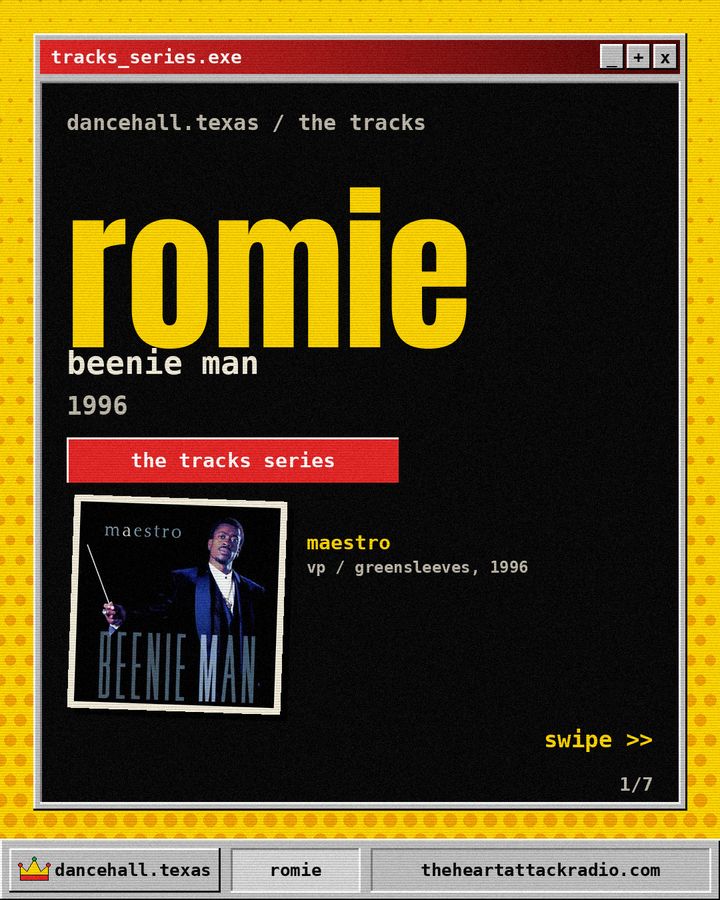 tracks_series.exe
_ + x
dancehall.texas / the tracks
romie
beenie man
1996
the tracks series
maestro
BEENIE MAN
maestro
vp / greensleeves, 1996
swipe >>
1/7
dancehall.texas
romie
theheartattackradio.com